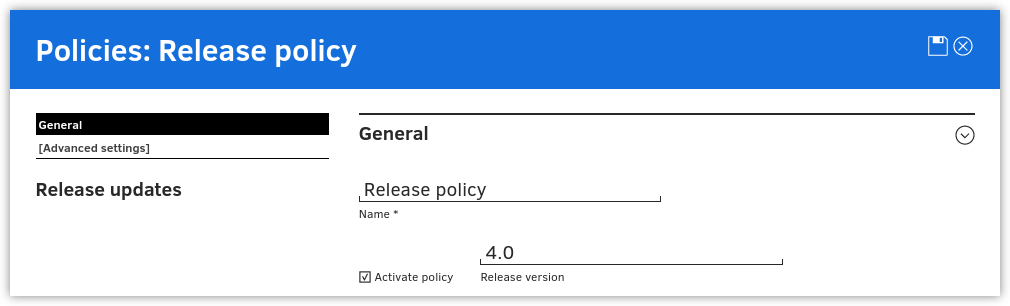 Policies: Release policy
General
[Advanced settings]
Release updates
General
Release policy
Name *
4.0
Activate policy
Release version